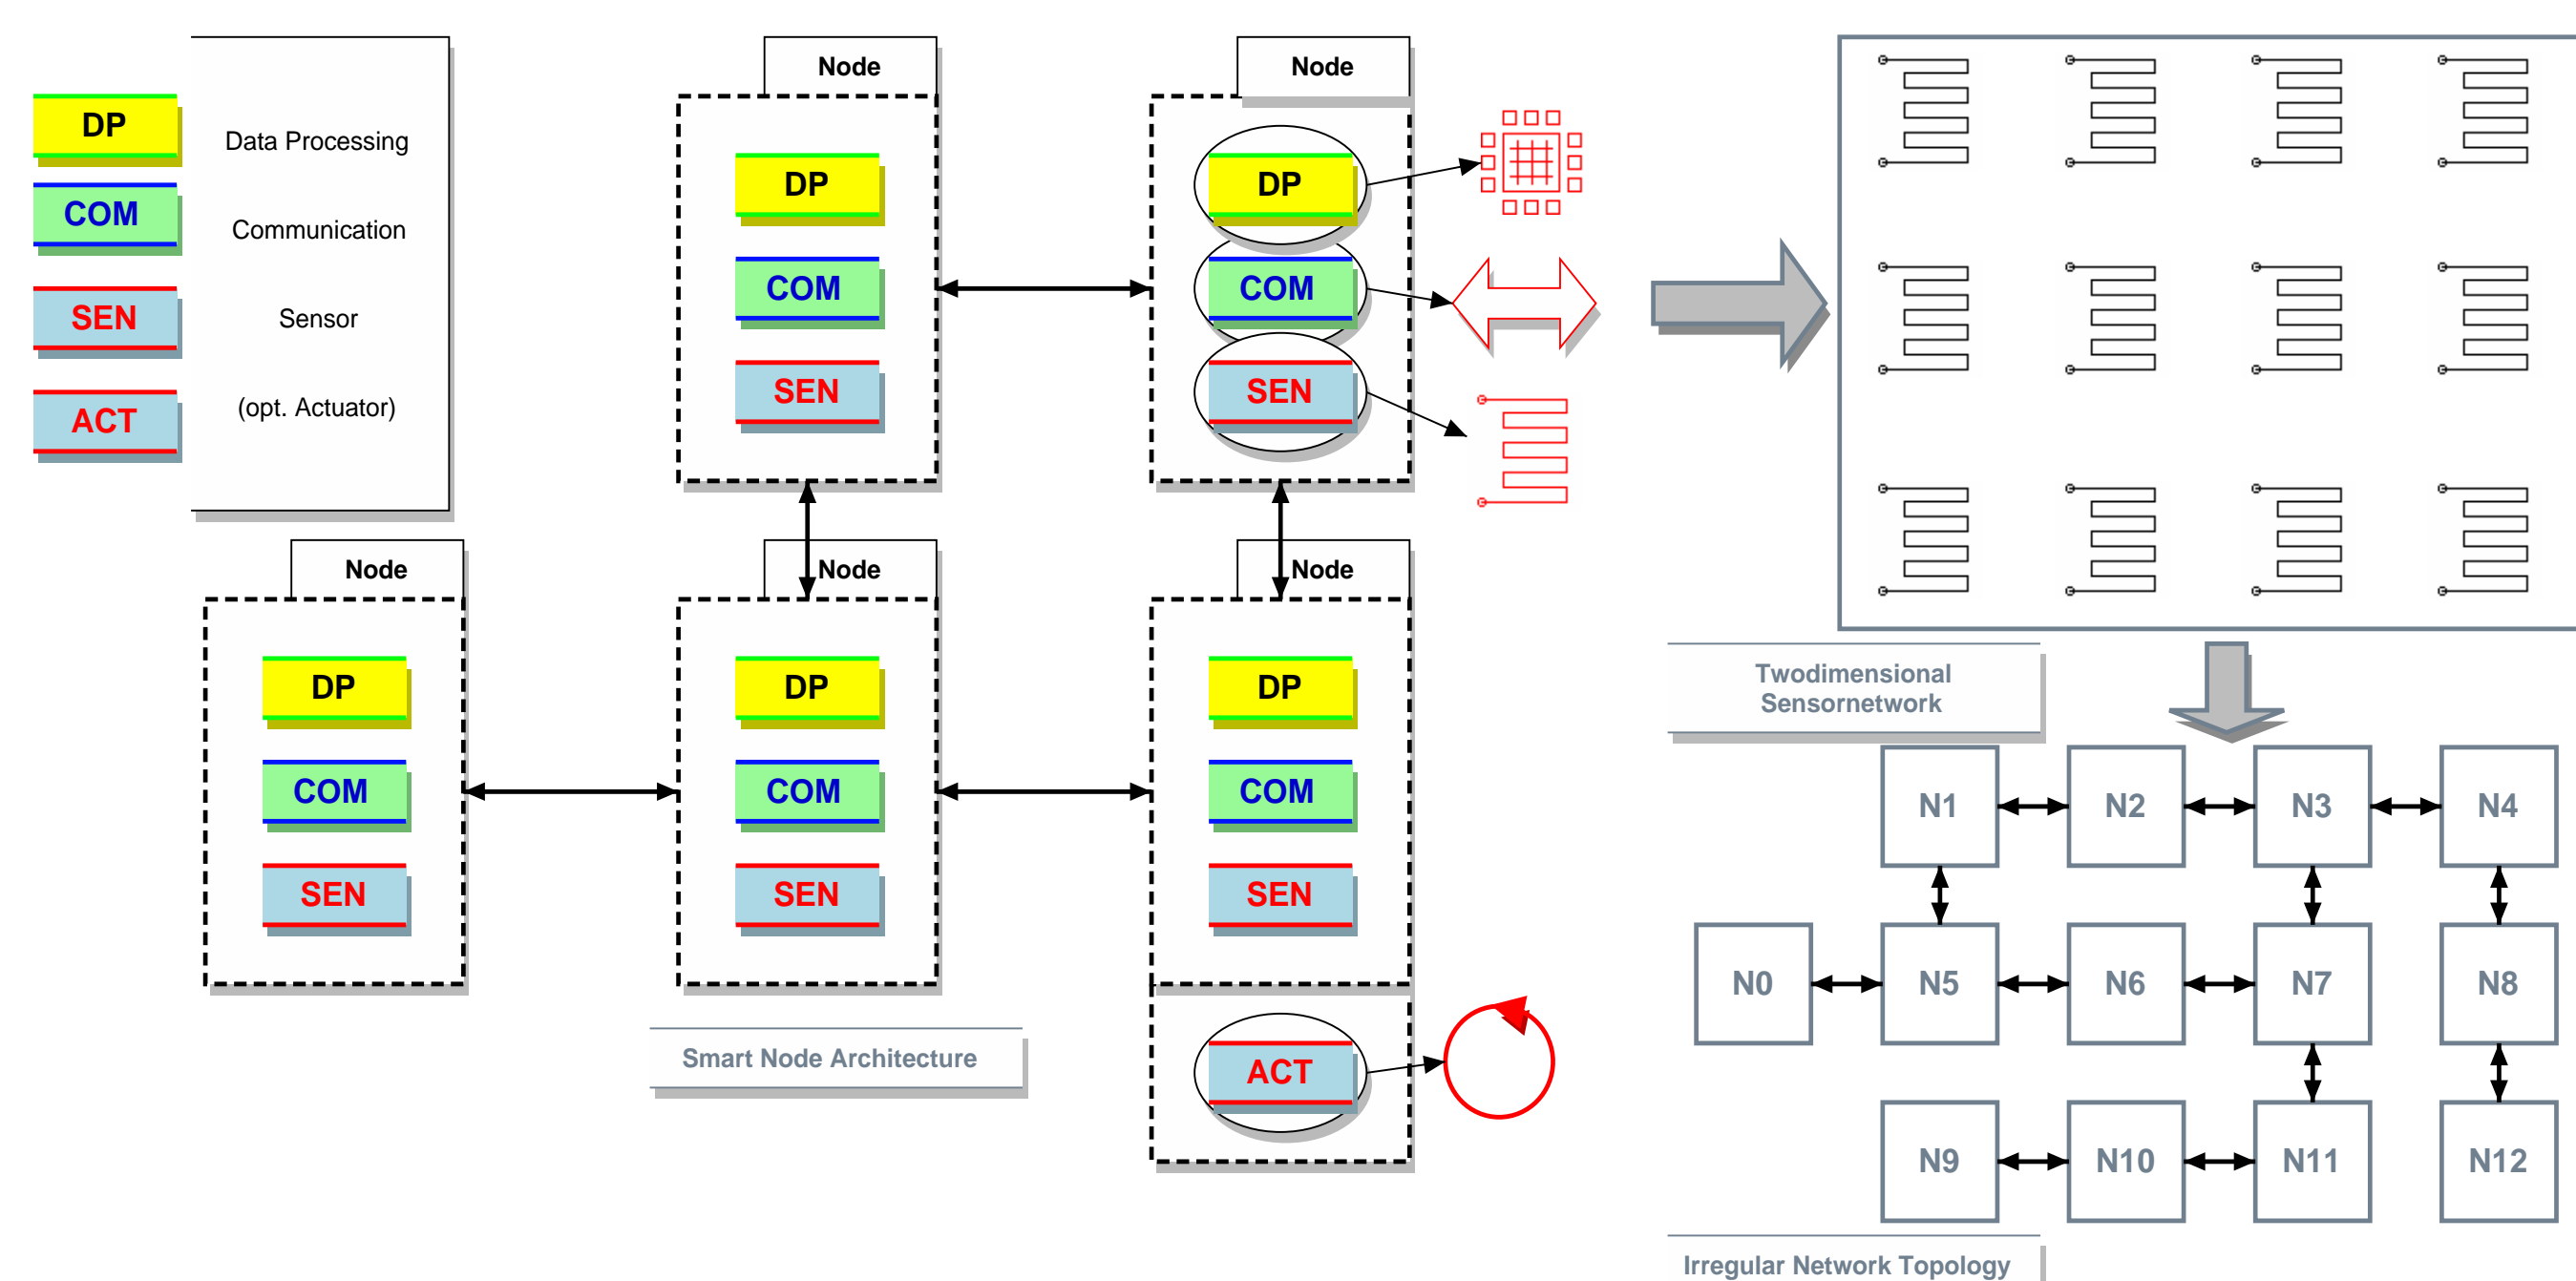 DP
Data Processing
COM
Communication
SEN
Sensor
ACT
(opt. Actuator)
Node
DP
COM
SEN
Node
DP
COM
SEN
Node
DP
COM
SEN
Node
DP
COM
SEN
Node
DP
COM
SEN
ACT
Smart Node Architecture
Twodimensional
Sensornetwork
N1
N2
N3
N4
N0
N5
N6
N7
N8
N9
N10
N11
N12
Irregular Network Topology